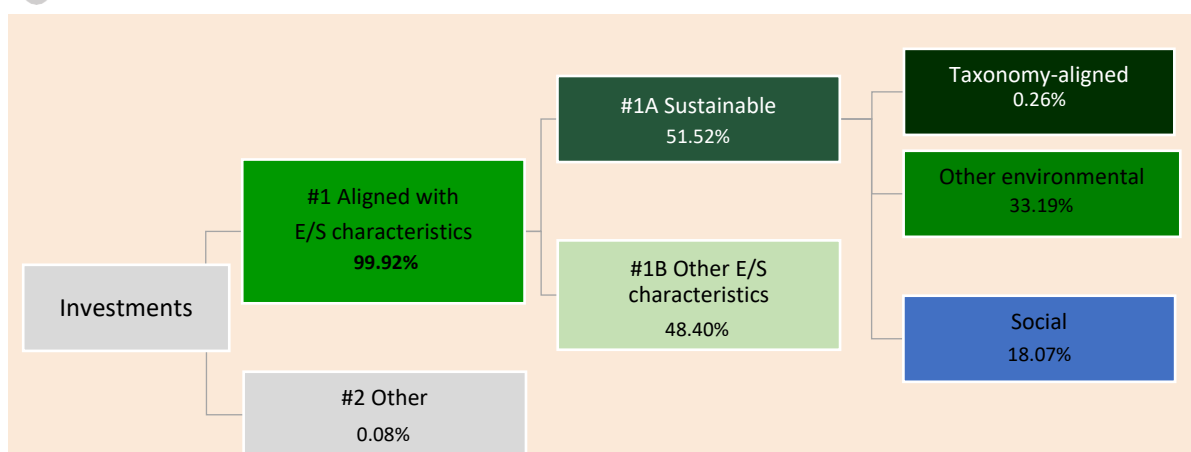 Investments
#1 Aligned with
E/S characteristics
99.92%
#2 Other
0.08%
#1A Sustainable
51.52%
#1B Other E/S
characteristics
48.40%
Taxonomy-aligned
0.26%
Other environmental
33.19%
Social
18.07%